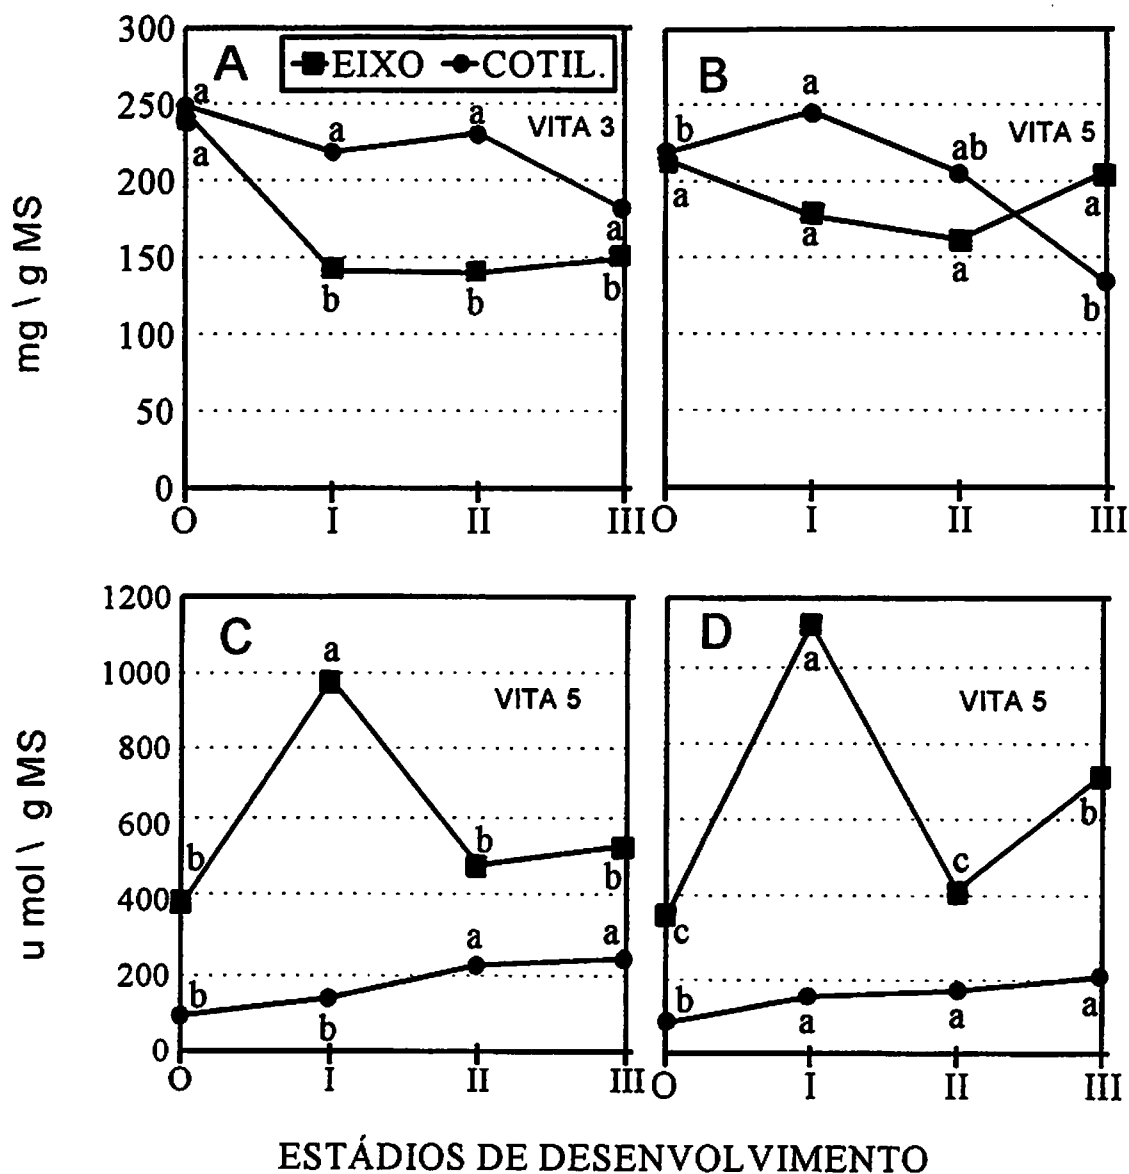 300
250
200
150
100
50
0
mg \ g MS
A
EIXO COTIL.
VITA 3
a
a
a
a
a
b
b
b
O I II III
B
VITA 5
b
a
ab
a
a
a
a
b
O I II III
1200
1000
800
600
400
200
0
u mol \ g MS
C
VITA 5
a
b
b
b
b
b
a
a
O I II III
D
VITA 5
a
c
c
b
b
a
a
a
O I II III
ESTÁDIOS DE DESENVOLVIMENTO